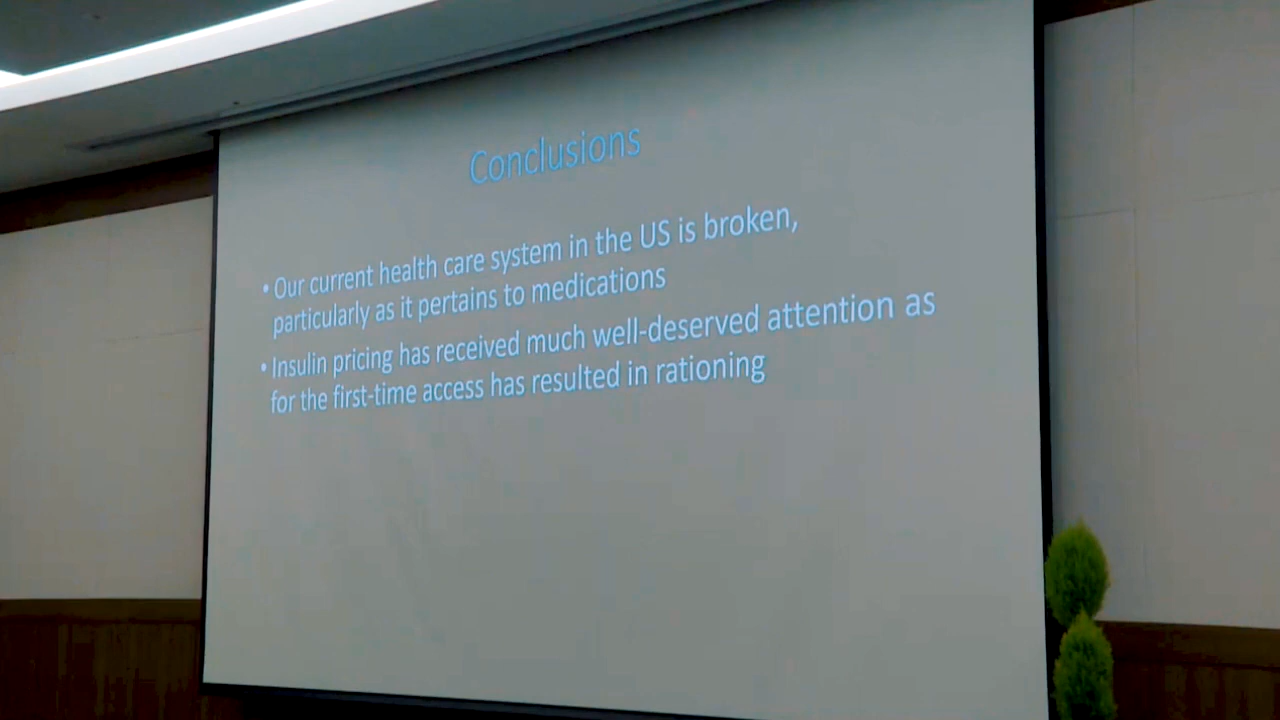 Conclusions
• Our current health care system in the US is broken,
particularly as it pertains to medications
• Insulin pricing has received much well-deserved attention as
for the first-time access has resulted in rationing